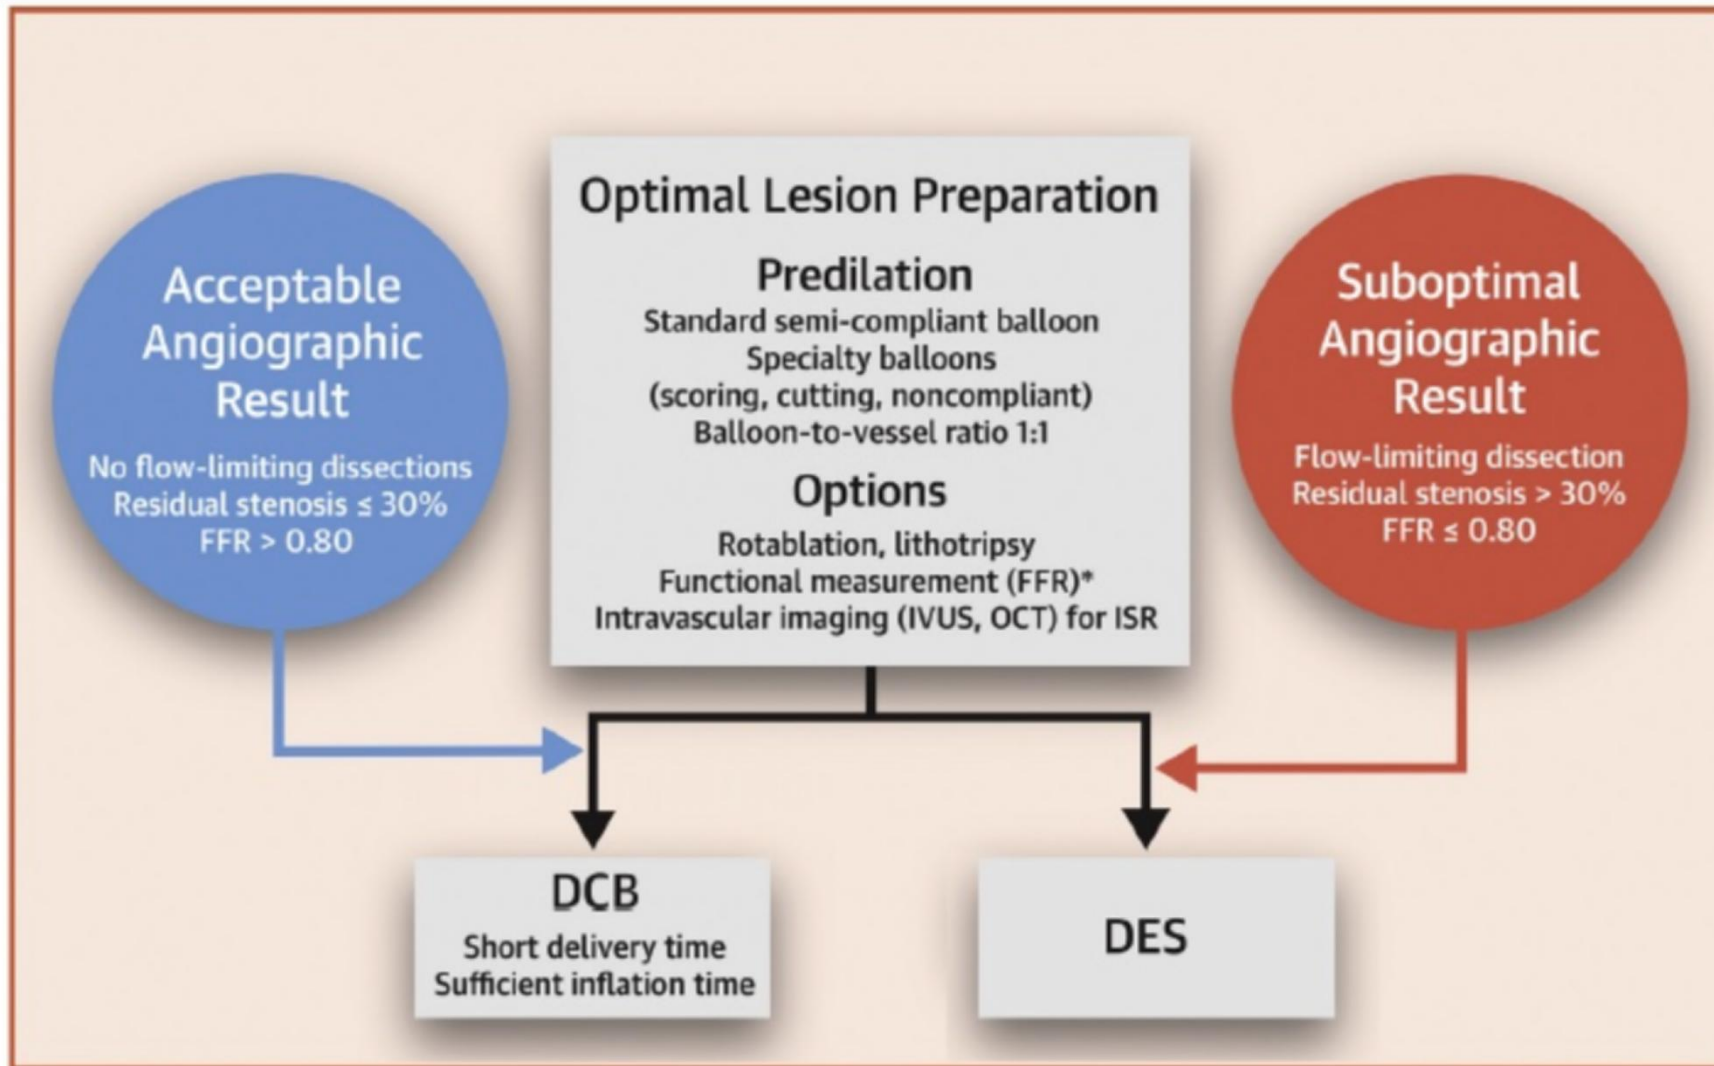 Acceptable
Angiographic
Result
No flow-limiting dissections
Residual stenosis ≤ 30%
FFR > 0.80
Optimal Lesion Preparation
Predilation
Standard semi-compliant balloon
Specialty balloons
(scoring, cutting, noncompliant)
Balloon-to-vessel ratio 1:1
Options
Rotablation, lithotripsy
Functional measurement (FFR)*
Intravascular imaging (IVUS, OCT) for ISR
Suboptimal
Angiographic
Result
Flow-limiting dissection
Residual stenosis > 30%
FFR ≤ 0.80
DCB
Short delivery time
Sufficient inflation time
DES